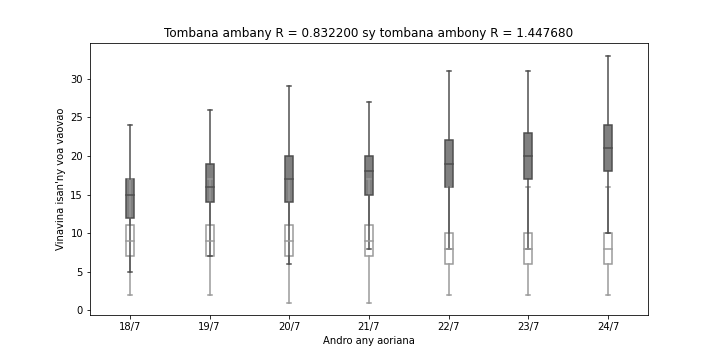 Tombana ambany R = 0.832200 sy tombana ambony R = 1.447680
Vinavina isan'ny voa vaovao
30
25
20
15
10
5
0
18/7 19/7 20/7 21/7 22/7 23/7 24/7
Andro any aoriana